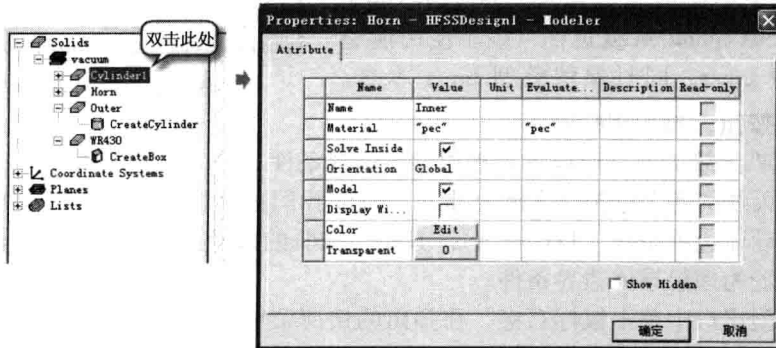 双击此处
Solids
vacuum
Cylinder1
Horn
Outer
CreateCylinder
WR430
CreateBox
Coordinate Systems
Planes
Lists
Properties: Horn - HFSSDesign1 - Modeler
Attribute
Name Value Unit Evaluate... Description Read-only
Name Inner
Material "pec" "pec"
Solve Inside
Orientation Global
Model
Display Wi...
Color Edit
Transparent 0
Show Hidden
确定 取消